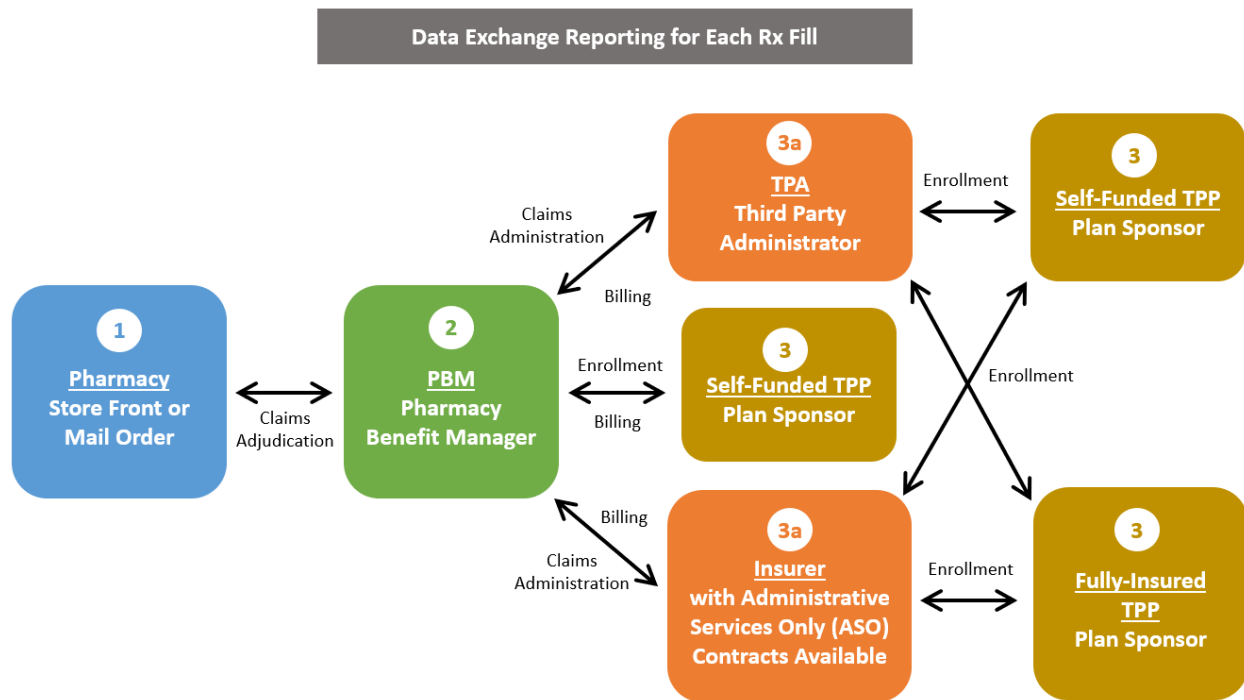 Data Exchange Reporting for Each Rx Fill
1
Pharmacy
Store Front or
Mail Order
Claims
Adjudication
2
PBM
Pharmacy
Benefit Manager
Claims
Administration
Billing
Enrollment
Billing
Billing
Claims
Administration
3a
TPA
Third Party
Administrator
3
Self-Funded TPP
Plan Sponsor
3a
Insurer
with Administrative
Services Only (ASO)
Contracts Available
Enrollment
Enrollment
Enrollment
3
Self-Funded TPP
Plan Sponsor
3
Fully-Insured
TPP
Plan Sponsor